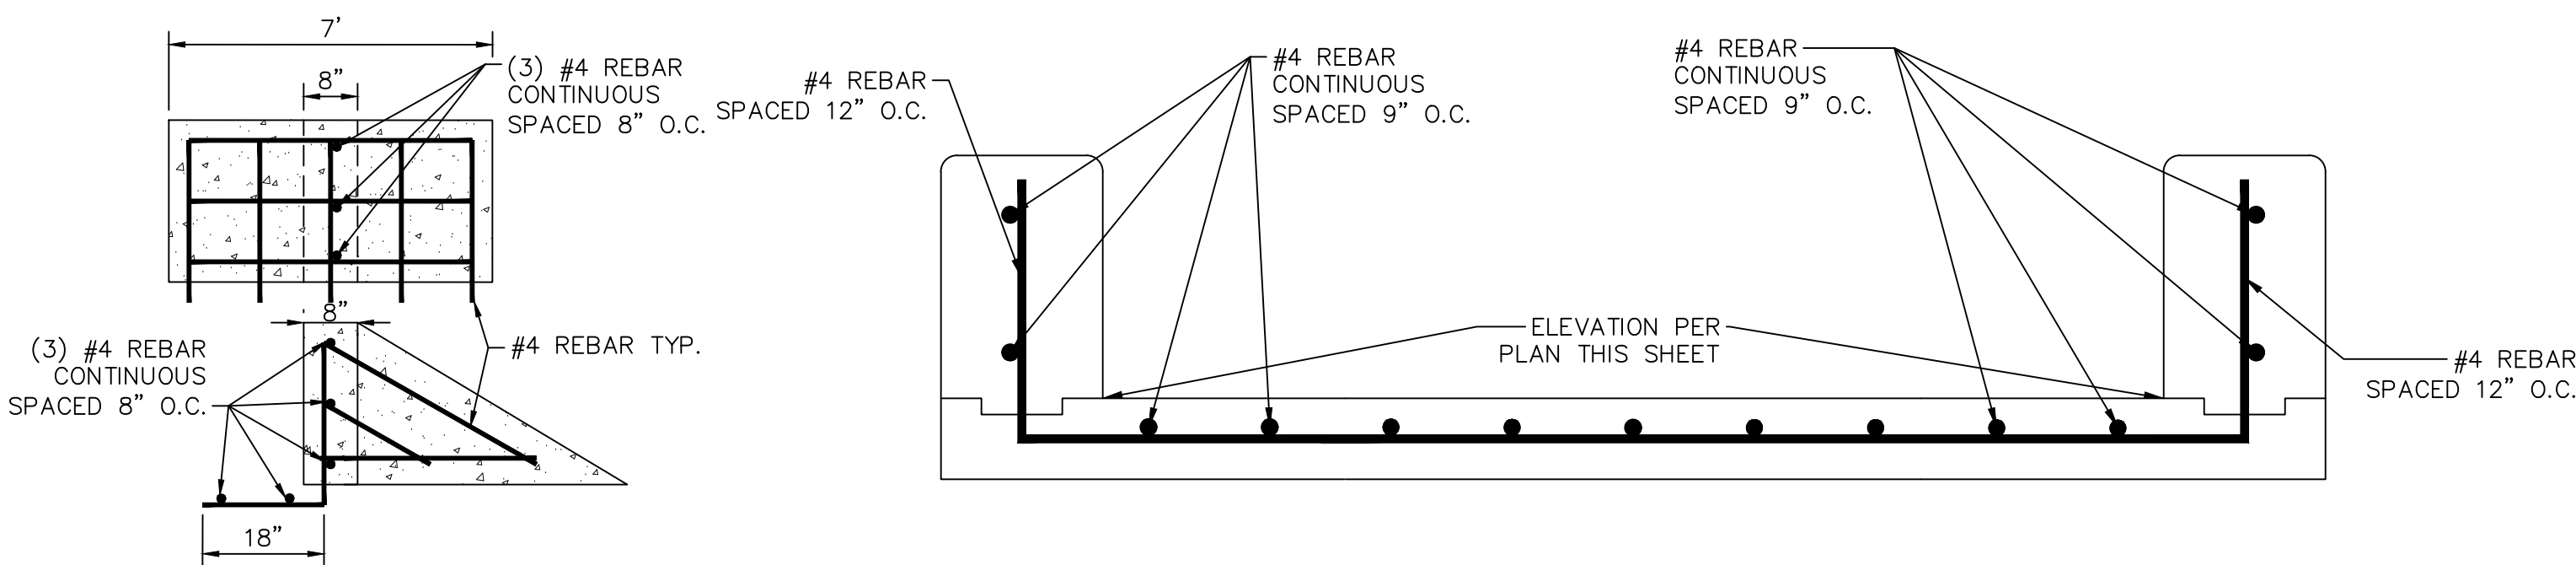 7'
8"
(3) #4 REBAR
CONTINUOUS
SPACED 8" O.C.
8"
(3) #4 REBAR
CONTINUOUS
SPACED 8" O.C.
#4 REBAR TYP.
18"
#4 REBAR
SPACED 12" O.C.
#4 REBAR
CONTINUOUS
SPACED 9" O.C.
#4 REBAR
CONTINUOUS
SPACED 9" O.C.
ELEVATION PER
PLAN THIS SHEET
#4 REBAR
SPACED 12" O.C.